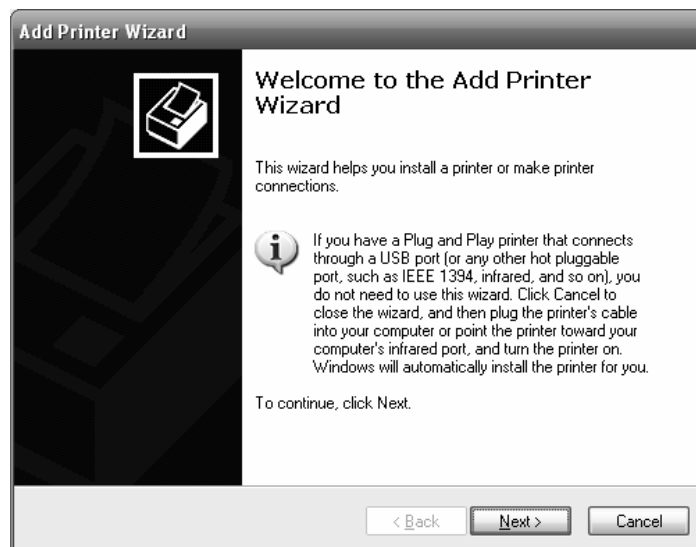 Add Printer Wizard
Welcome to the Add Printer
Wizard
This wizard helps you install a printer or make printer
connections.
If you have a Plug and Play printer that connects
through a USB port (or any other hot pluggable
port, such as IEEE 1394, infrared, and so on), you
do not need to use this wizard. Click Cancel to
close the wizard, and then plug the printer's cable
into your computer or point the printer toward your
computer's infrared port, and turn the printer on.
Windows will automatically install the printer for you.
To continue, click Next.
< Back Next > Cancel